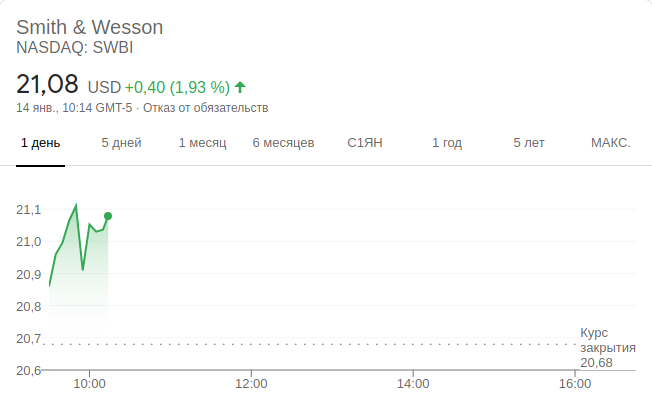 Smith & Wesson
NASDAQ: SWBI
21,08 USD +0,40 (1,93 %)
14 янв., 10:14 GMT-5 · Отказ от обязательств
1 день 5 дней 1 месяц 6 месяцев С1ЯН 1 год 5 лет МАКС.
21,1
21,0
20,9
20,8
20,7
20,6
Курс
закрытия
20,68
10:00 12:00 14:00 16:00